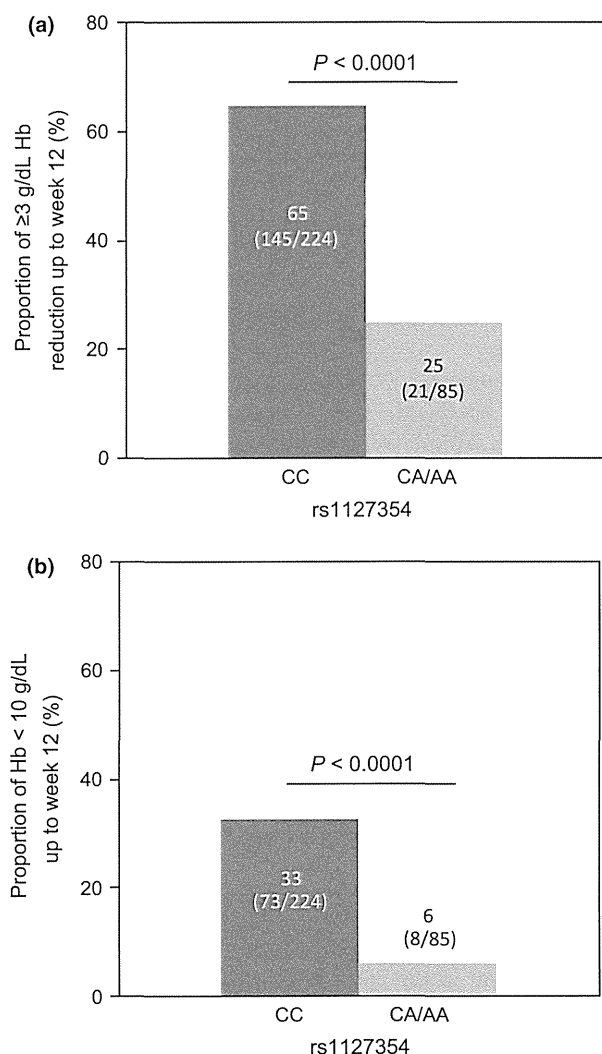 (a)
80
60
40
20
0
Proportion of ≥3 g/dL Hb
reduction up to week 12 (%)
P < 0.0001
65
(145/224)
25
(21/85)
CC CA/AA
rs1127354
(b)
80
60
40
20
0
Proportion of Hb < 10 g/dL
up to week 12 (%)
P < 0.0001
33
(73/224)
6
(8/85)
CC CA/AA
rs1127354